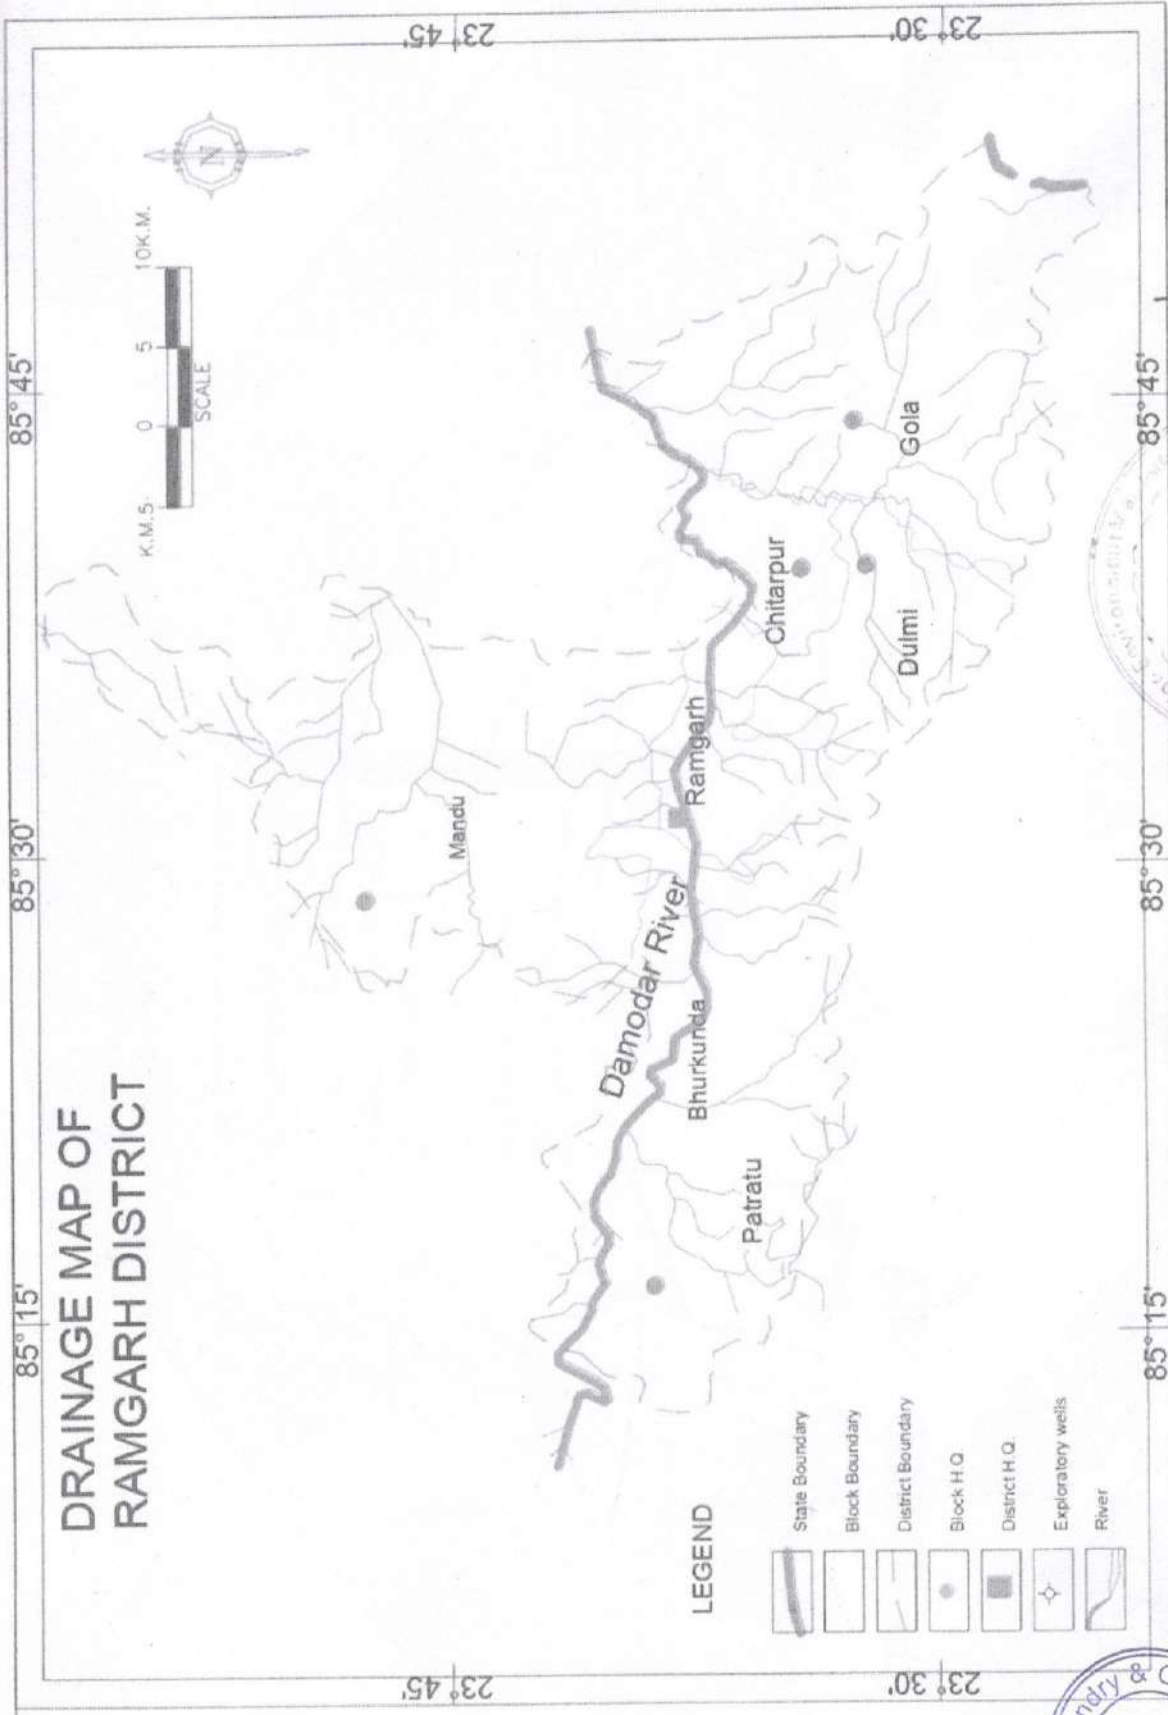 DRAINAGE MAP OF
RAMGARH DISTRICT
85° 15'
85° 30'
85° 45'
K.M.5 0 5 10K.M.
SCALE
N
23°45'
23°45'
23°30'
23°30'
Mandu
Damodar River
Ramgarh
Bhurkunda
Patratu
Chitarpur
Dulmi
Gola
LEGEND
State Boundary
Block Boundary
District Boundary
Block H.Q
District H.Q.
Exploratory wells
River
85° 15'
85° 30'
85° 45'